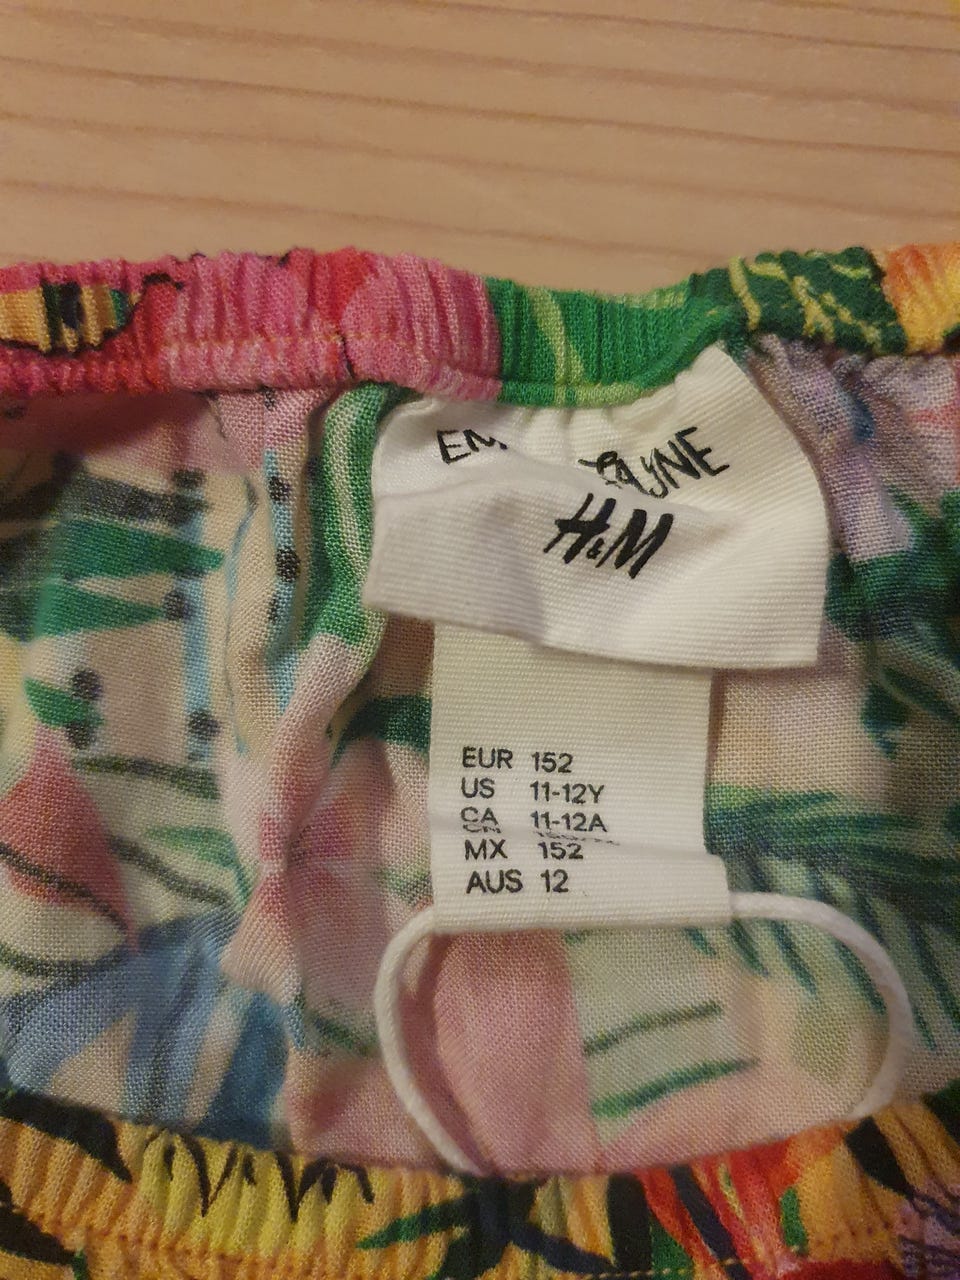 H&M
EUR 152
US 11-12Y
CA 11-12A
MX 152
AUS 12